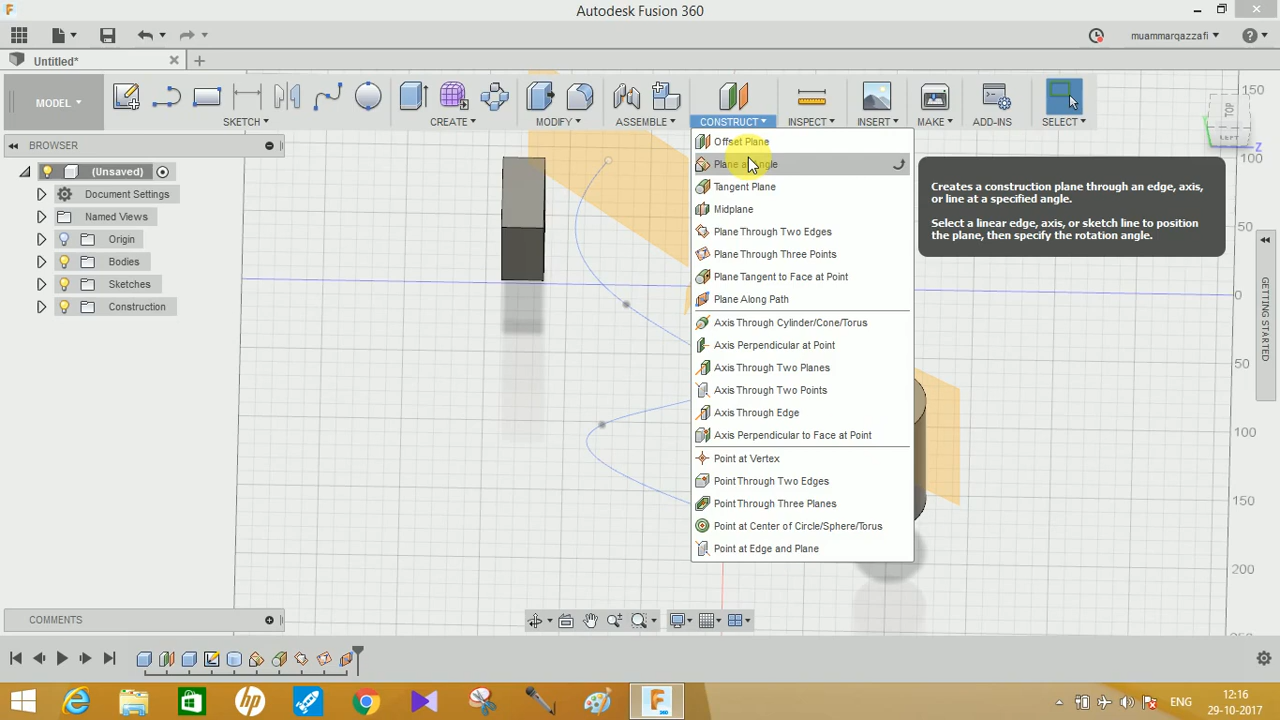 Autodesk Fusion 360
muammarqazzafi
Untitled*
MODEL
SKETCH
CREATE
MODIFY
ASSEMBLE
CONSTRUCT
INSPECT
INSERT
MAKE
ADD-INS
SELECT
TOP
LEFT
Z
BROWSER
(Unsaved)
Document Settings
Named Views
Origin
Bodies
Sketches
Construction
Offset Plane
Plane at Angle
Tangent Plane
Midplane
Plane Through Two Edges
Plane Through Three Points
Plane Tangent to Face at Point
Plane Along Path
Axis Through Cylinder/Cone/Torus
Axis Perpendicular at Point
Axis Through Two Planes
Axis Through Two Points
Axis Through Edge
Axis Perpendicular to Face at Point
Point at Vertex
Point Through Two Edges
Point Through Three Planes
Point at Center of Circle/Sphere/Torus
Point at Edge and Plane
Creates a construction plane through an edge, axis,
or line at a specified angle.
Select a linear edge, axis, or sketch line to position
the plane, then specify the rotation angle.
150
100
50
0
50
100
150
200
GETTING STARTED
COMMENTS
F
360
ENG
12:16
29-10-2017